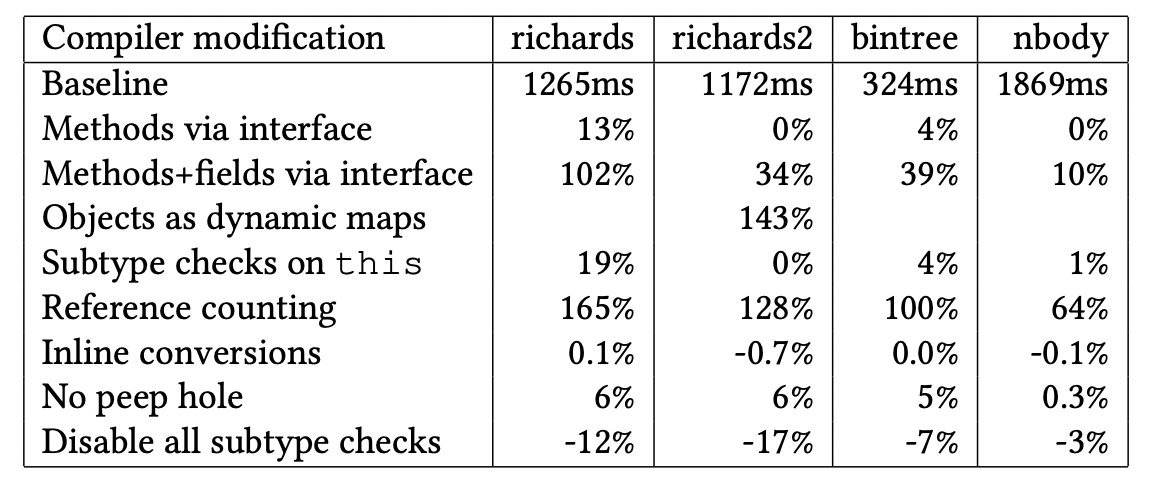 Compiler modification richards richards2 bintree nbody
Baseline 1265ms 1172ms 324ms 1869ms
Methods via interface 13% 0% 4% 0%
Methods+fields via interface 102% 34% 39% 10%
Objects as dynamic maps 143%
Subtype checks on this 19% 0% 4% 1%
Reference counting 165% 128% 100% 64%
Inline conversions 0.1% -0.7% 0.0% -0.1%
No peep hole 6% 6% 5% 0.3%
Disable all subtype checks -12% -17% -7% -3%